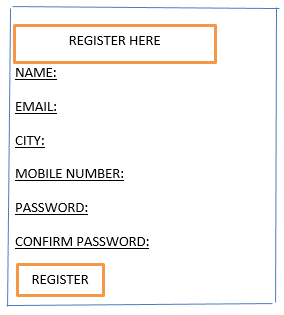 REGISTER HERE
NAME:
EMAIL:
CITY:
MOBILE NUMBER:
PASSWORD:
CONFIRM PASSWORD:
REGISTER